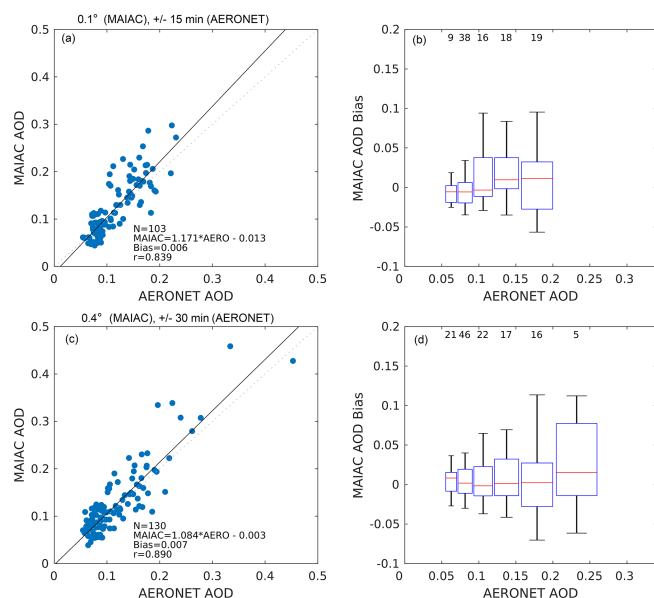 0.1° (MAIAC), +/- 15 min (AERONET)
(a)
0.5
0.4
0.3
0.2
0.1
0
MAIAC AOD
N=103
MAIAC=1.171*AERO - 0.013
Bias=0.006
r=0.839
0 0.1 0.2 0.3 0.4 0.5
AERONET AOD
(b)
9 38 16 18 19
0.2
0.15
0.1
0.05
0
-0.05
-0.1
MAIAC AOD Bias
0.05 0.1 0.15 0.2 0.25 0.3
AERONET AOD
0.4° (MAIAC), +/- 30 min (AERONET)
(c)
0.5
0.4
0.3
0.2
0.1
0
MAIAC AOD
N=130
MAIAC=1.084*AERO - 0.003
Bias=0.007
r=0.890
0 0.1 0.2 0.3 0.4 0.5
AERONET AOD
(d)
21 46 22 17 16 5
0.2
0.15
0.1
0.05
0
-0.05
-0.1
MAIAC AOD Bias
0 0.05 0.1 0.15 0.2 0.25 0.3
AERONET AOD